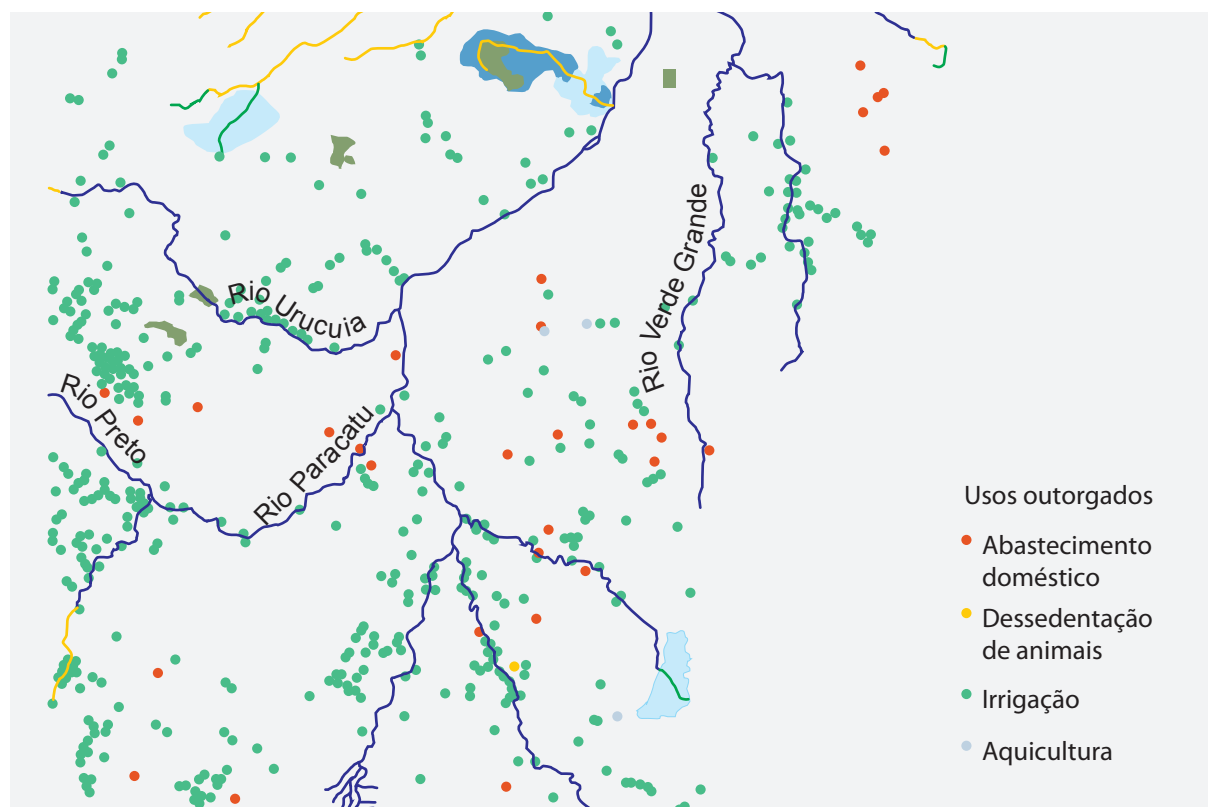 Rio Verde Grande
Rio Urucuia
Rio Preto
Rio Paracatu
Usos outorgados
Abastecimento
doméstico
Dessedentação
de animais
Irrigação
Aquicultura